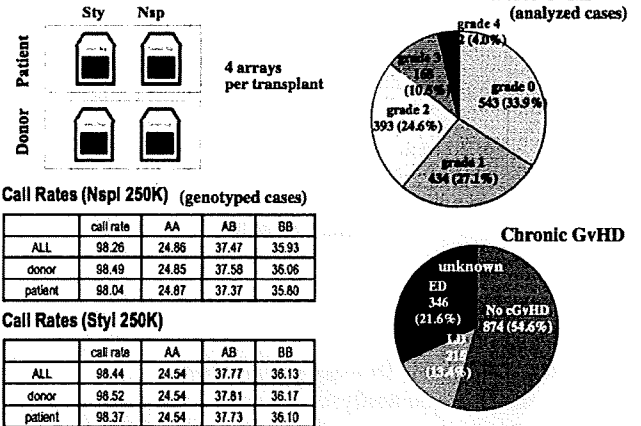 Sty Nsp
Patient
Donor
4 arrays
per transplant
Call Rates (NspI 250K) (genotyped cases)
call rate AA AB BB
ALL 98.26 24.86 37.47 35.93
donor 98.49 24.85 37.58 36.06
patient 98.04 24.87 37.37 35.80
Call Rates (StyI 250K)
call rate AA AB BB
ALL 98.44 24.54 37.77 36.13
donor 98.52 24.54 37.81 36.17
patient 98.37 24.54 37.73 36.10
(analyzed cases)
grade 4
(4.0%)
grade 3
168
grade 0
543 (33.9%)
grade 2
393 (24.6%)
grade 1
434 (27.1%)
Chronic GvHD
unknown
ED
346
(21.6%)
No cGvHD
874 (54.6%)
LD